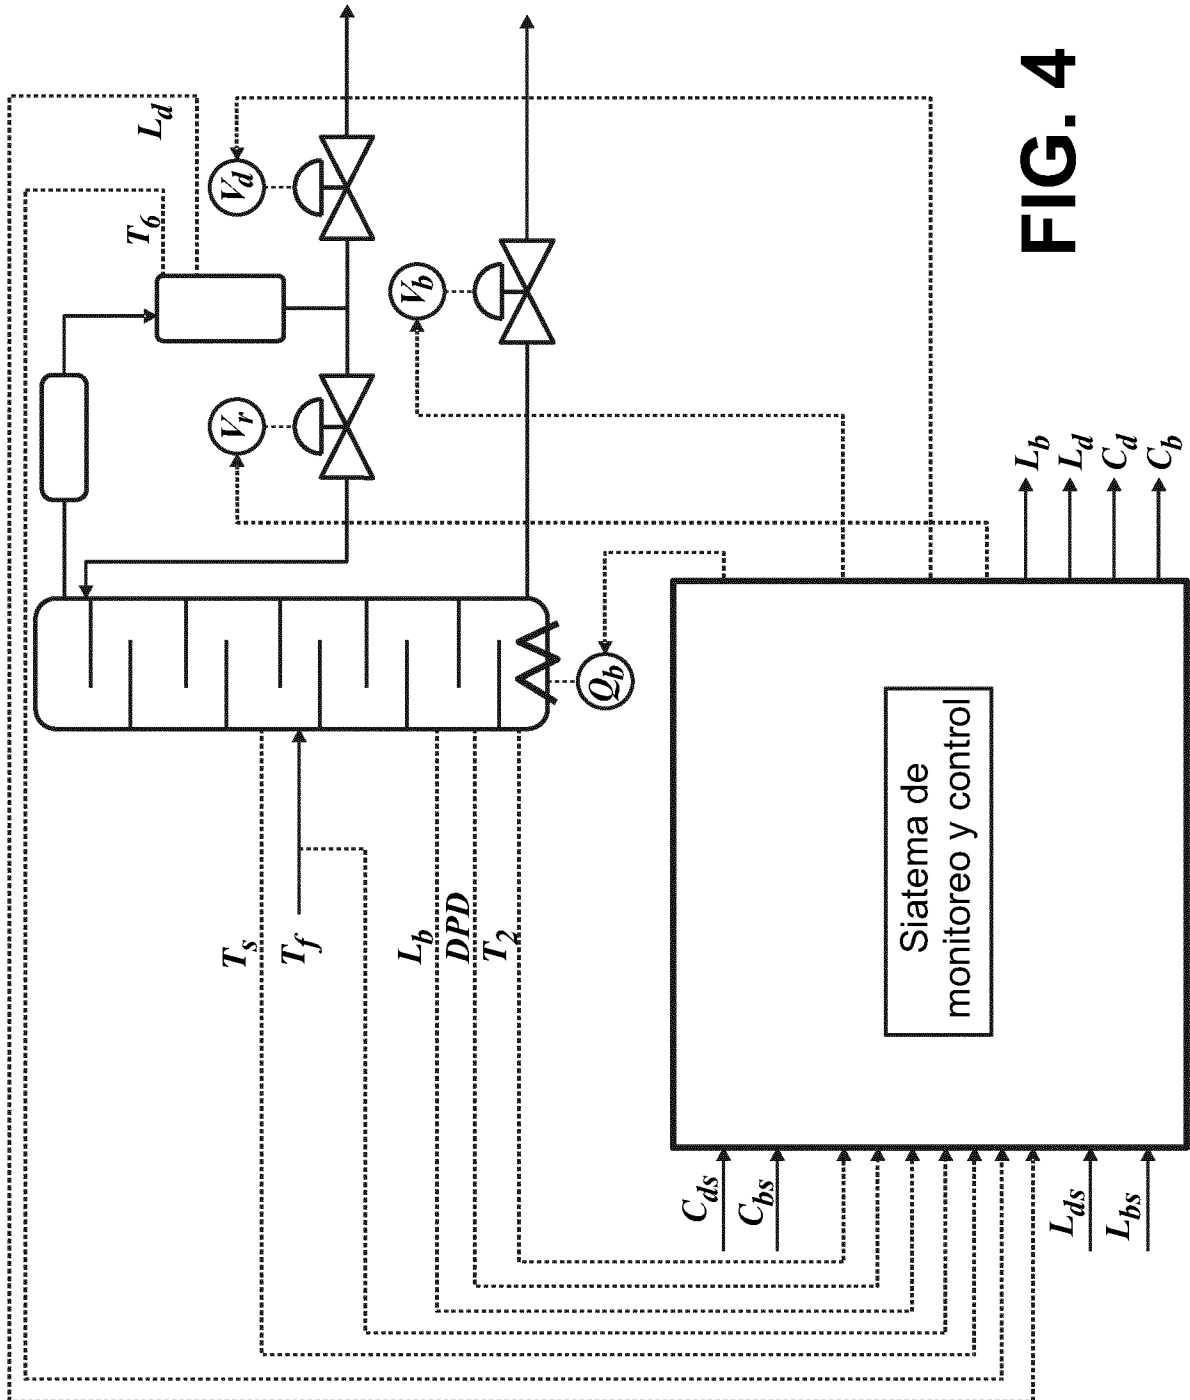 L_d
T_6
V_d
V_b
V_r
Q_b
T_s
T_f
L_b
DPD
T_2
C_ds
C_bs
L_ds
L_bs
Siatema de
monitoreo y control
L_b
L_d
C_d
C_b
FIG. 4